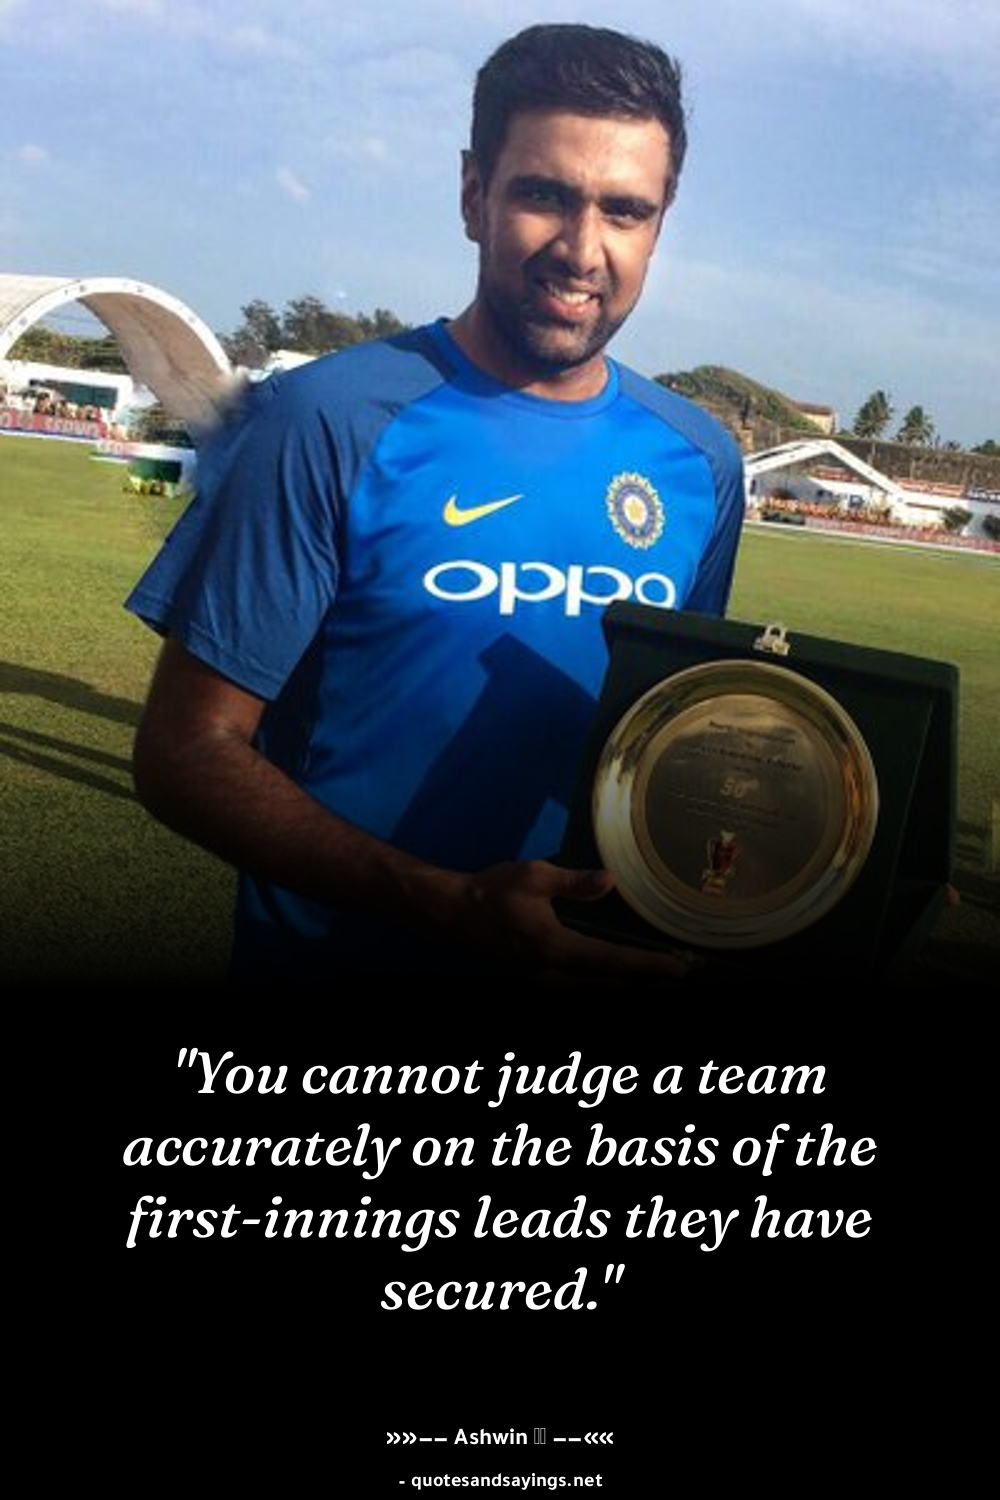 oppo
50th
"You cannot judge a team
accurately on the basis of the
first-innings leads they have
secured."
»»−− Ashwin −−««
- quotesandsayings.net